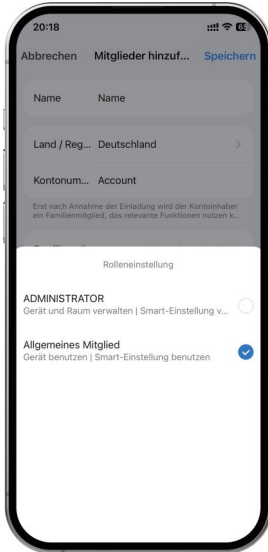 20:18
Abbrechen Mitglieder hinzuf... Speichern
Name Name
Land / Reg... Deutschland
Kontonum... Account
Erst nach Annahme der Einladung wird der Kontoinhaber
ein Familienmitglied, das relevante Funktionen nutzen k...
Rolleneinstellung
ADMINISTRATOR
Gerät und Raum verwalten | Smart-Einstellung v...
Allgemeines Mitglied
Gerät benutzen | Smart-Einstellung benutzen